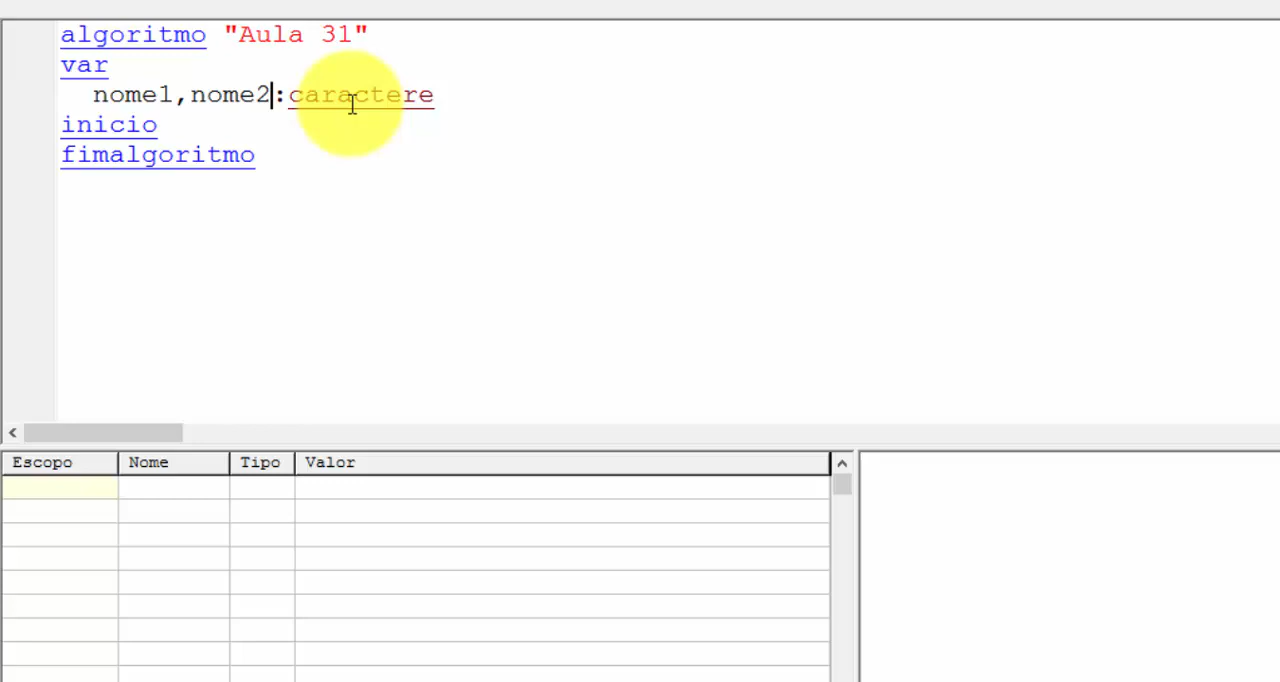 algoritmo "Aula 31"
var
nome1,nome2:caractere
inicio
fimalgoritmo
Escopo Nome Tipo Valor